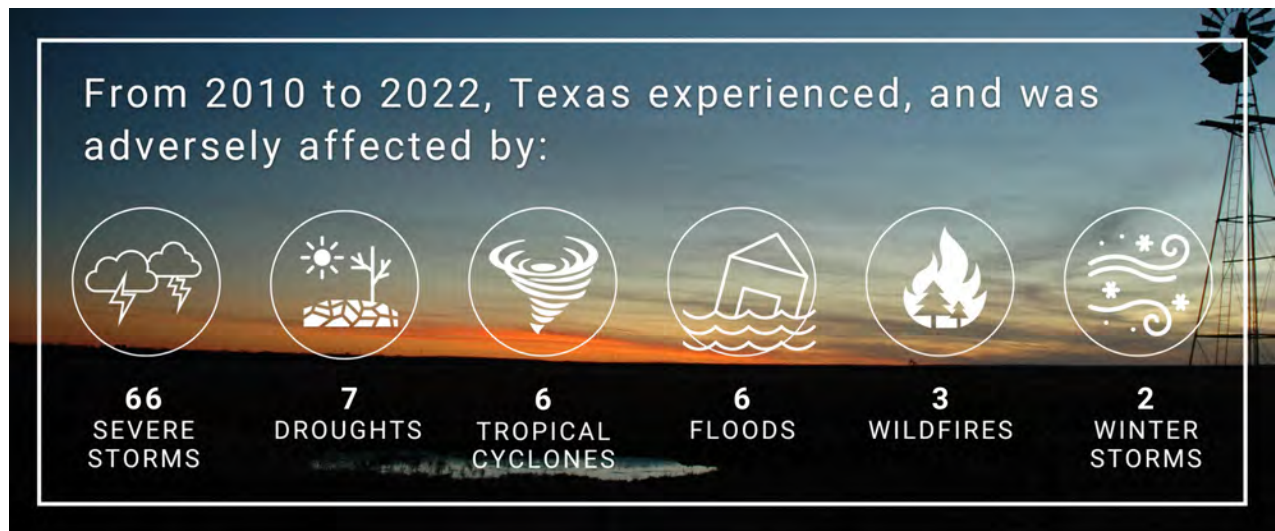 From 2010 to 2022, Texas experienced, and was
adversely affected by:
66
SEVERE
STORMS
7
DROUGHTS
6
TROPICAL
CYCLONES
6
FLOODS
3
WILDFIRES
2
WINTER
STORMS